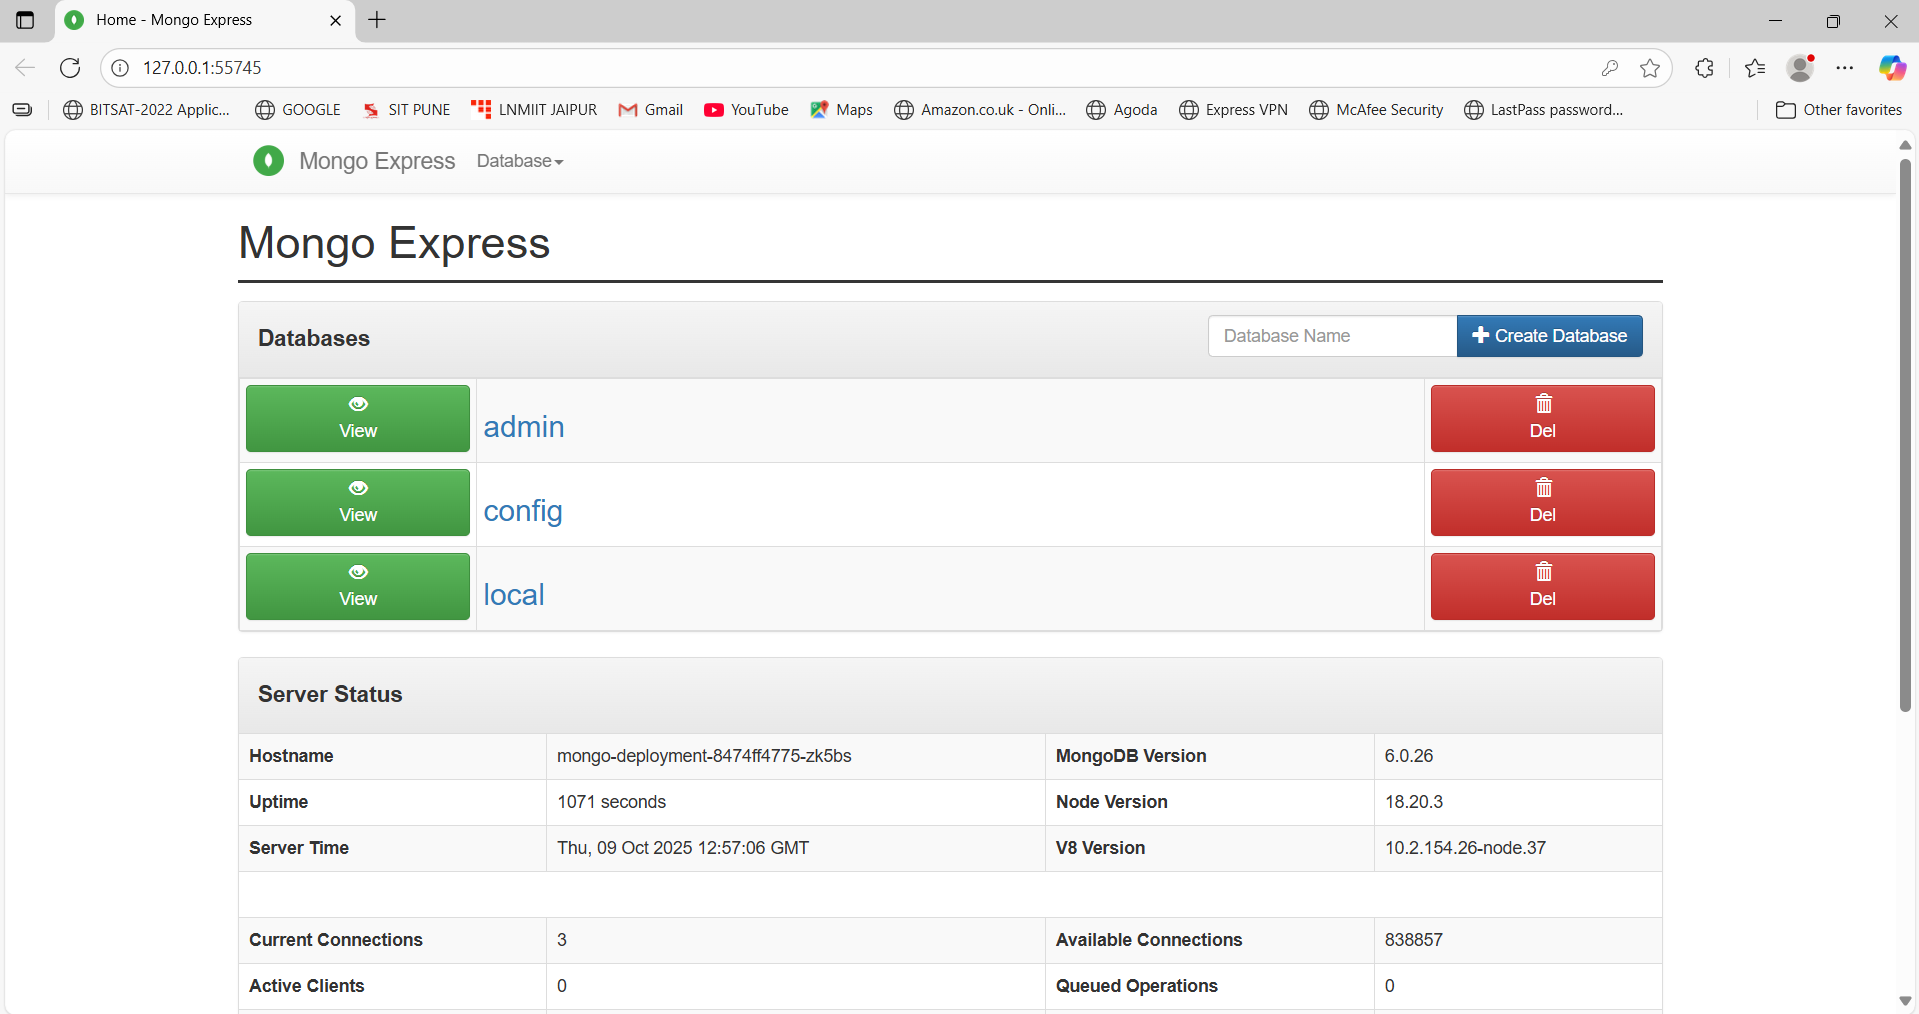 Home - Mongo Express
127.0.0.1:55745
BITSAT-2022 Applic... GOOGLE SIT PUNE LNMIIT JAIPUR Gmail YouTube Maps Amazon.co.uk - Onli... Agoda Express VPN McAfee Security LastPass password... Other favorites
Mongo Express Database
Mongo Express
Databases Database Name Create Database
View admin Del
View config Del
View local Del
Server Status
Hostname mongo-deployment-8474ff4775-zk5bs MongoDB Version 6.0.26
Uptime 1071 seconds Node Version 18.20.3
Server Time Thu, 09 Oct 2025 12:57:06 GMT V8 Version 10.2.154.26-node.37
Current Connections 3 Available Connections 838857
Active Clients 0 Queued Operations 0